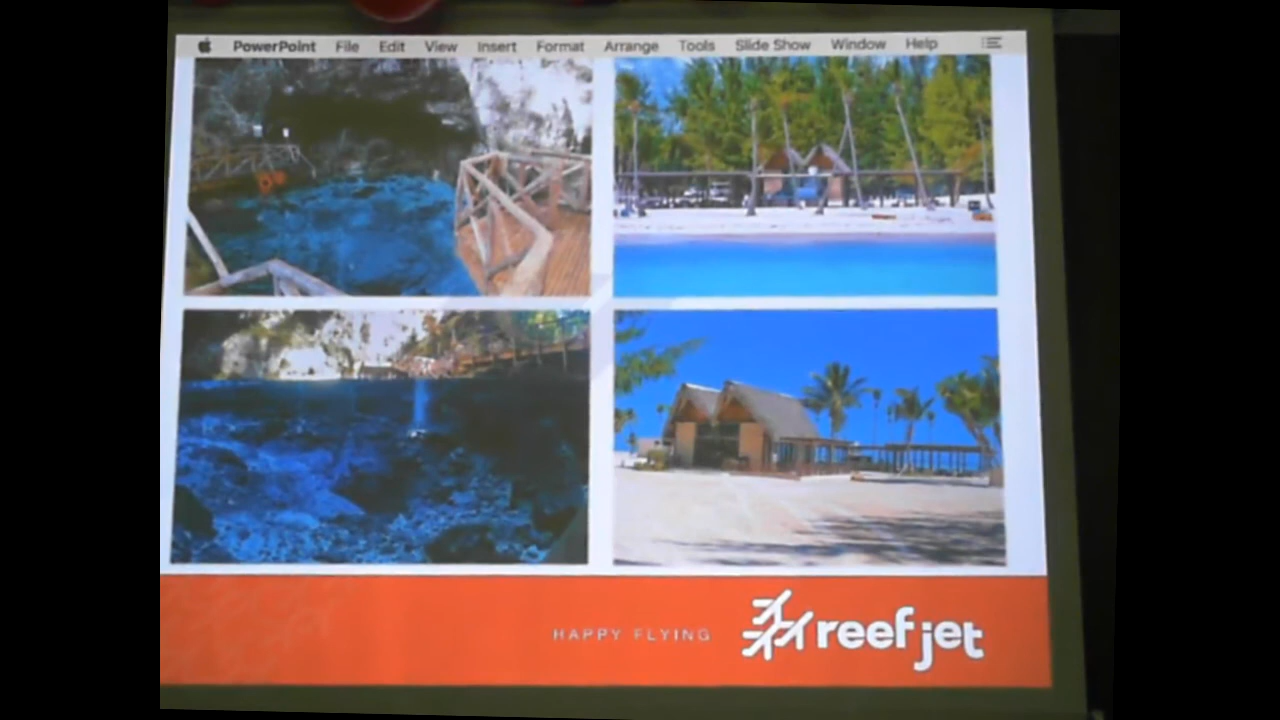 PowerPoint File Edit View Insert Format Arrange Tools Slide Show Window Help
HAPPY FLYING
reefjet